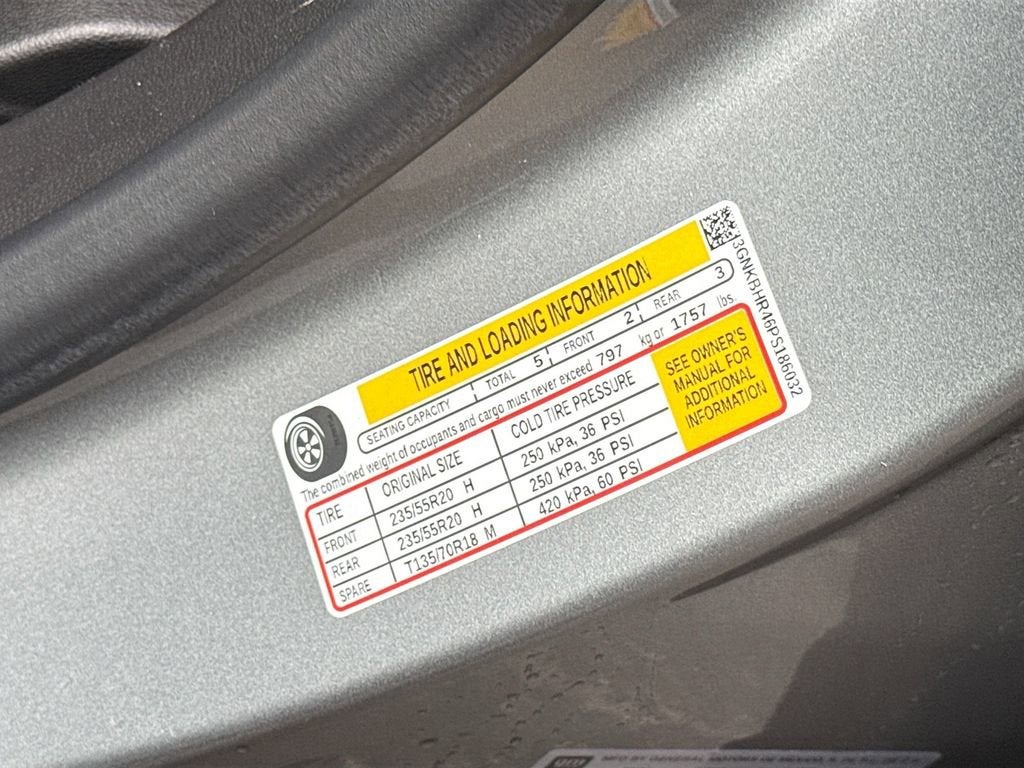 TIRE AND LOADING INFORMATION
SEATING CAPACITY TOTAL 5 FRONT 2 REAR 3
The combined weight of occupants and cargo must never exceed 797 kg or 1757 lbs.
TIRE ORIGINAL SIZE COLD TIRE PRESSURE
FRONT 235/55R20 H 250 kPa, 36 PSI
REAR 235/55R20 H 250 kPa, 36 PSI
SPARE T135/70R18 M 420 kPa, 60 PSI
SEE OWNER'S
MANUAL FOR
ADDITIONAL
INFORMATION
3GNKBHR46PS186032